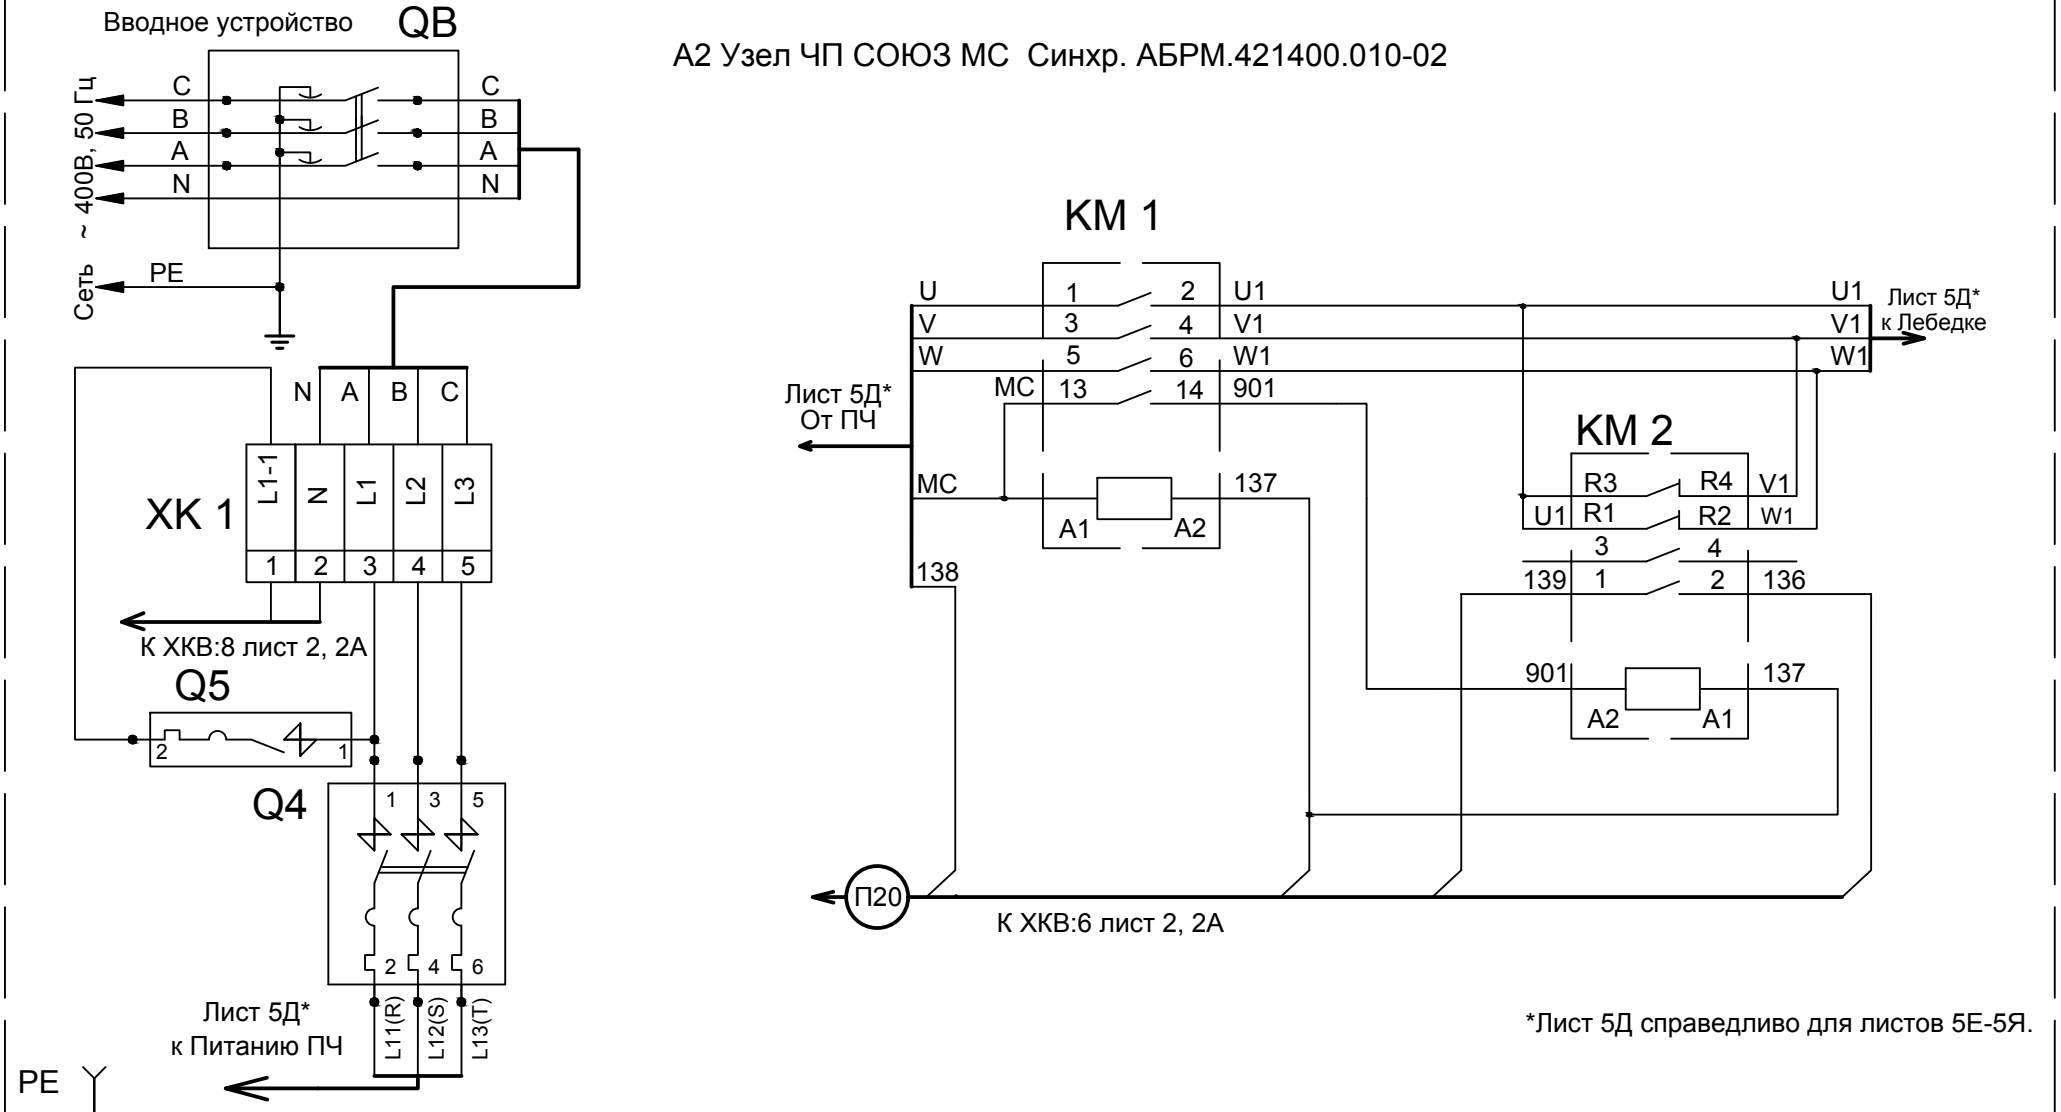 Вводное устройство
QB
А2 Узел ЧП СОЮЗ МС Синхр. АБРМ.421400.010-02
Сеть ~ 400В, 50 Гц
C
C
B
B
A
A
N
N
PE
N
A
B
C
XK 1
L1-1
N
L1
L2
L3
1
2
3
4
5
К ХКВ:8 лист 2, 2А
Q5
2
1
Q4
1
3
5
2
4
6
L11(R)
L12(S)
L13(T)
Лист 5Д*
к Питанию ПЧ
PE
KM 1
U
1
2
U1
U1
V
3
4
V1
V1
W
5
6
W1
W1
МС
13
14
901
Лист 5Д*
к Лебедке
Лист 5Д*
От ПЧ
МС
137
A1
A2
138
KM 2
R3
R4
V1
U1
R1
R2
W1
3
4
139
1
2
136
901
137
A2
A1
П20
К ХКВ:6 лист 2, 2А
*Лист 5Д справедливо для листов 5Е-5Я.